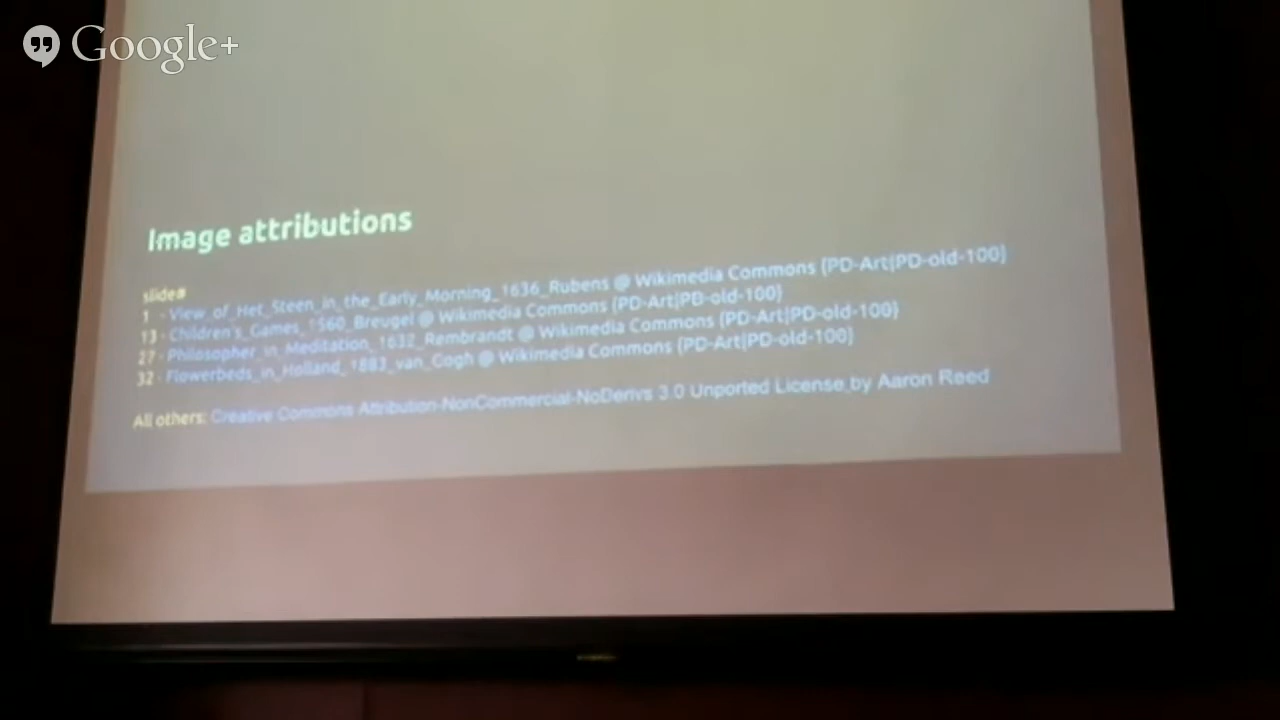 Google+
Image attributions
slide#
1 - View_of_Het_Steen_in_the_Early_Morning_1636_Rubens @ Wikimedia Commons {PD-Art|PD-old-100}
13 - Children's_Games_1560_Breugel @ Wikimedia Commons {PD-Art|PD-old-100}
27 - Philosopher_in_Meditation_1632_Rembrandt @ Wikimedia Commons {PD-Art|PD-old-100}
32 - Flowerbeds_in_Holland_1883_van_Gogh @ Wikimedia Commons {PD-Art|PD-old-100}
All others: Creative Commons Attribution-NonCommercial-NoDerivs 3.0 Unported License by Aaron Reed